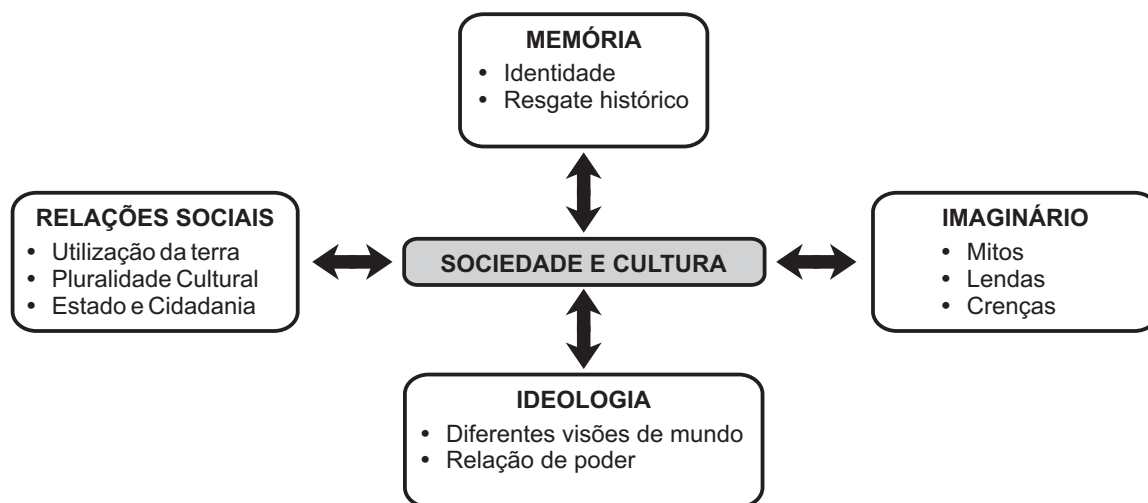 MEMÓRIA
• Identidade
• Resgate histórico
RELAÇÕES SOCIAIS
• Utilização da terra
• Pluralidade Cultural
• Estado e Cidadania
SOCIEDADE E CULTURA
IMAGINÁRIO
• Mitos
• Lendas
• Crenças
IDEOLOGIA
• Diferentes visões de mundo
• Relação de poder